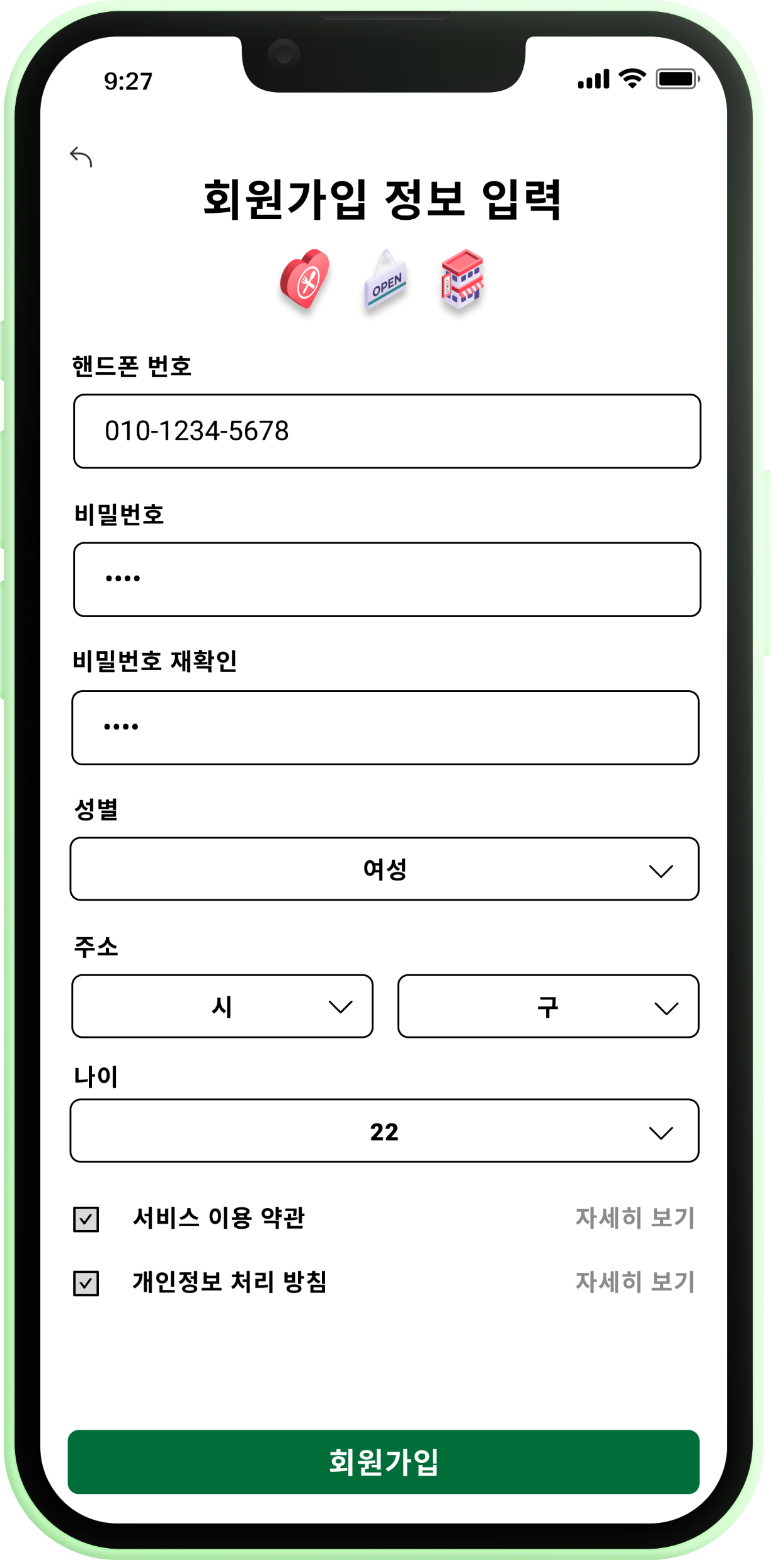 9:27
회원가입 정보 입력
OPEN
핸드폰 번호
010-1234-5678
비밀번호
••••
비밀번호 재확인
••••
성별
여성
주소
시 구
나이
22
서비스 이용 약관 자세히 보기
개인정보 처리 방침 자세히 보기
회원가입